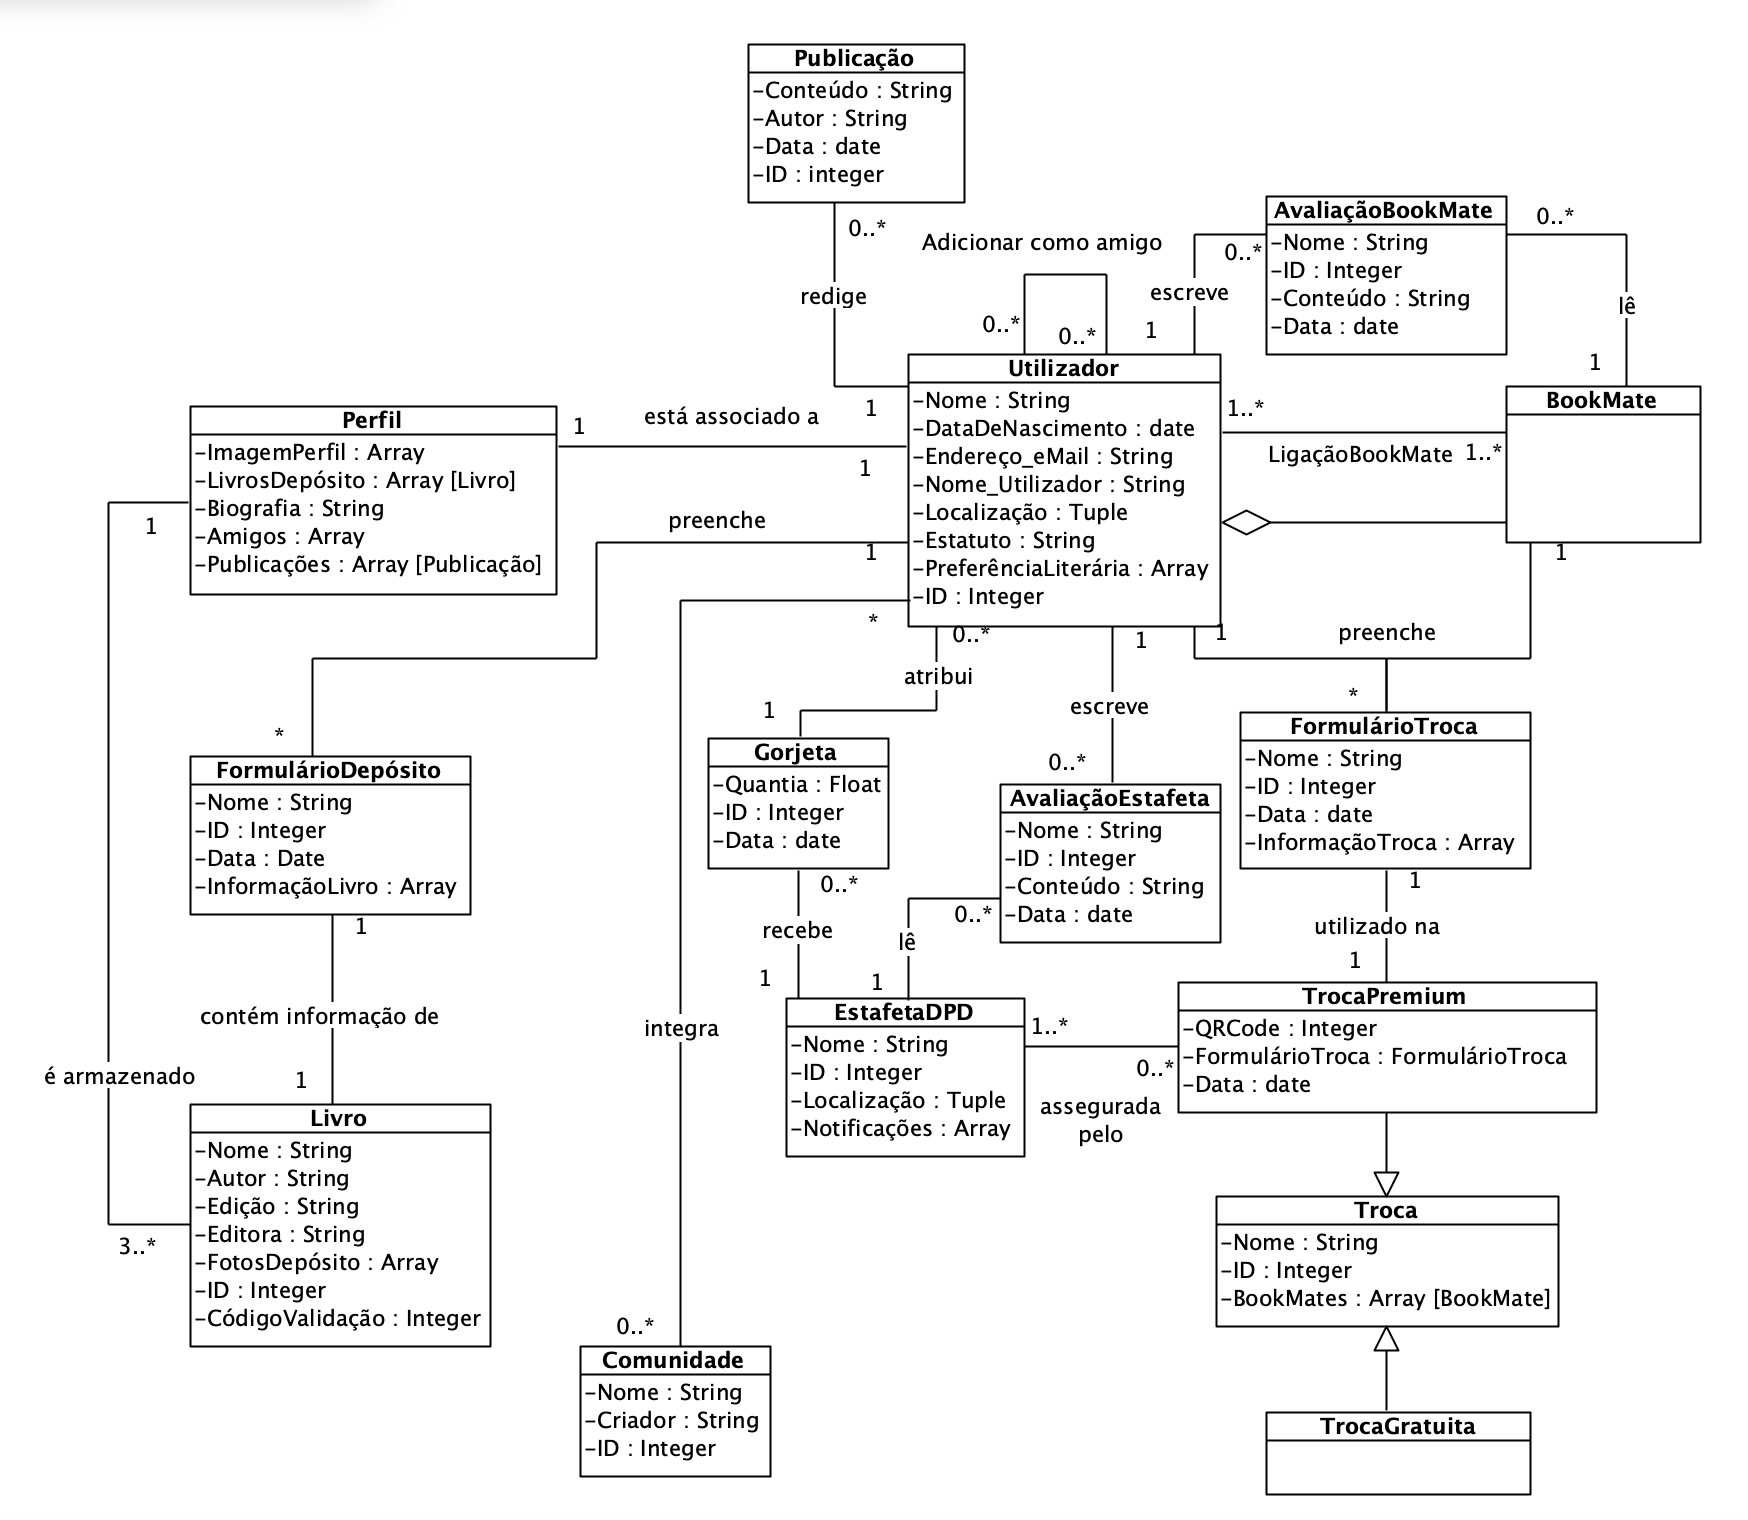 Publicação
-Conteúdo : String
-Autor : String
-Data : date
-ID : integer
0..*
redige
1
Adicionar como amigo
0..*
0..*
AvaliaçãoBookMate
-Nome : String
-ID : Integer
-Conteúdo : String
-Data : date
0..*
escreve
1
0..*
lê
1
Utilizador
-Nome : String
-DataDeNascimento : date
-Endereço_eMail : String
-Nome_Utilizador : String
-Localização : Tuple
-Estatuto : String
-PreferênciaLiterária : Array
-ID : Integer
BookMate
1..*
LigaçãoBookMate
1..*
Perfil
-ImagemPerfil : Array
-LivrosDepósito : Array [Livro]
-Biografia : String
-Amigos : Array
-Publicações : Array [Publicação]
1
está associado a
1
1
preenche
1
*
0..*
atribui
1
1
escreve
0..*
1
preenche
1
*
FormulárioDepósito
-Nome : String
-ID : Integer
-Data : Date
-InformaçãoLivro : Array
*
Gorjeta
-Quantia : Float
-ID : Integer
-Data : date
AvaliaçãoEstafeta
-Nome : String
-ID : Integer
-Conteúdo : String
-Data : date
FormulárioTroca
-Nome : String
-ID : Integer
-Data : date
-InformaçãoTroca : Array
0..*
recebe
1
0..*
lê
1
1
utilizado na
1
1
contém informação de
1
é armazenado
3..*
integra
0..*
EstafetaDPD
-Nome : String
-ID : Integer
-Localização : Tuple
-Notificações : Array
1..*
0..*
assegurada
pelo
TrocaPremium
-QRCode : Integer
-FormulárioTroca : FormulárioTroca
-Data : date
Livro
-Nome : String
-Autor : String
-Edição : String
-Editora : String
-FotosDepósito : Array
-ID : Integer
-CódigoValidação : Integer
Troca
-Nome : String
-ID : Integer
-BookMates : Array [BookMate]
Comunidade
-Nome : String
-Criador : String
-ID : Integer
TrocaGratuita